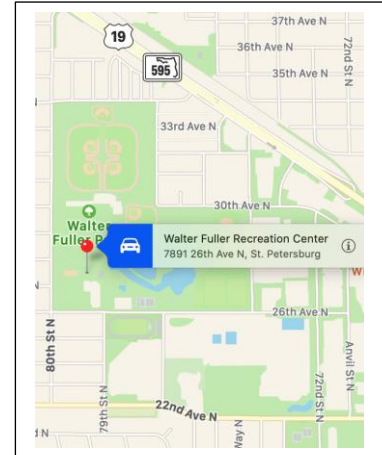 37th Ave N
19
36th Ave N
72nd St N
595
35th Ave N
33rd Ave N
30th Ave N
Walter
Fuller P
Walter Fuller Recreation Center
7891 26th Ave N, St. Petersburg
26th Ave N
80th St N
79th St N
22nd Ave N
72nd St N
Anvil St N
Way N
N